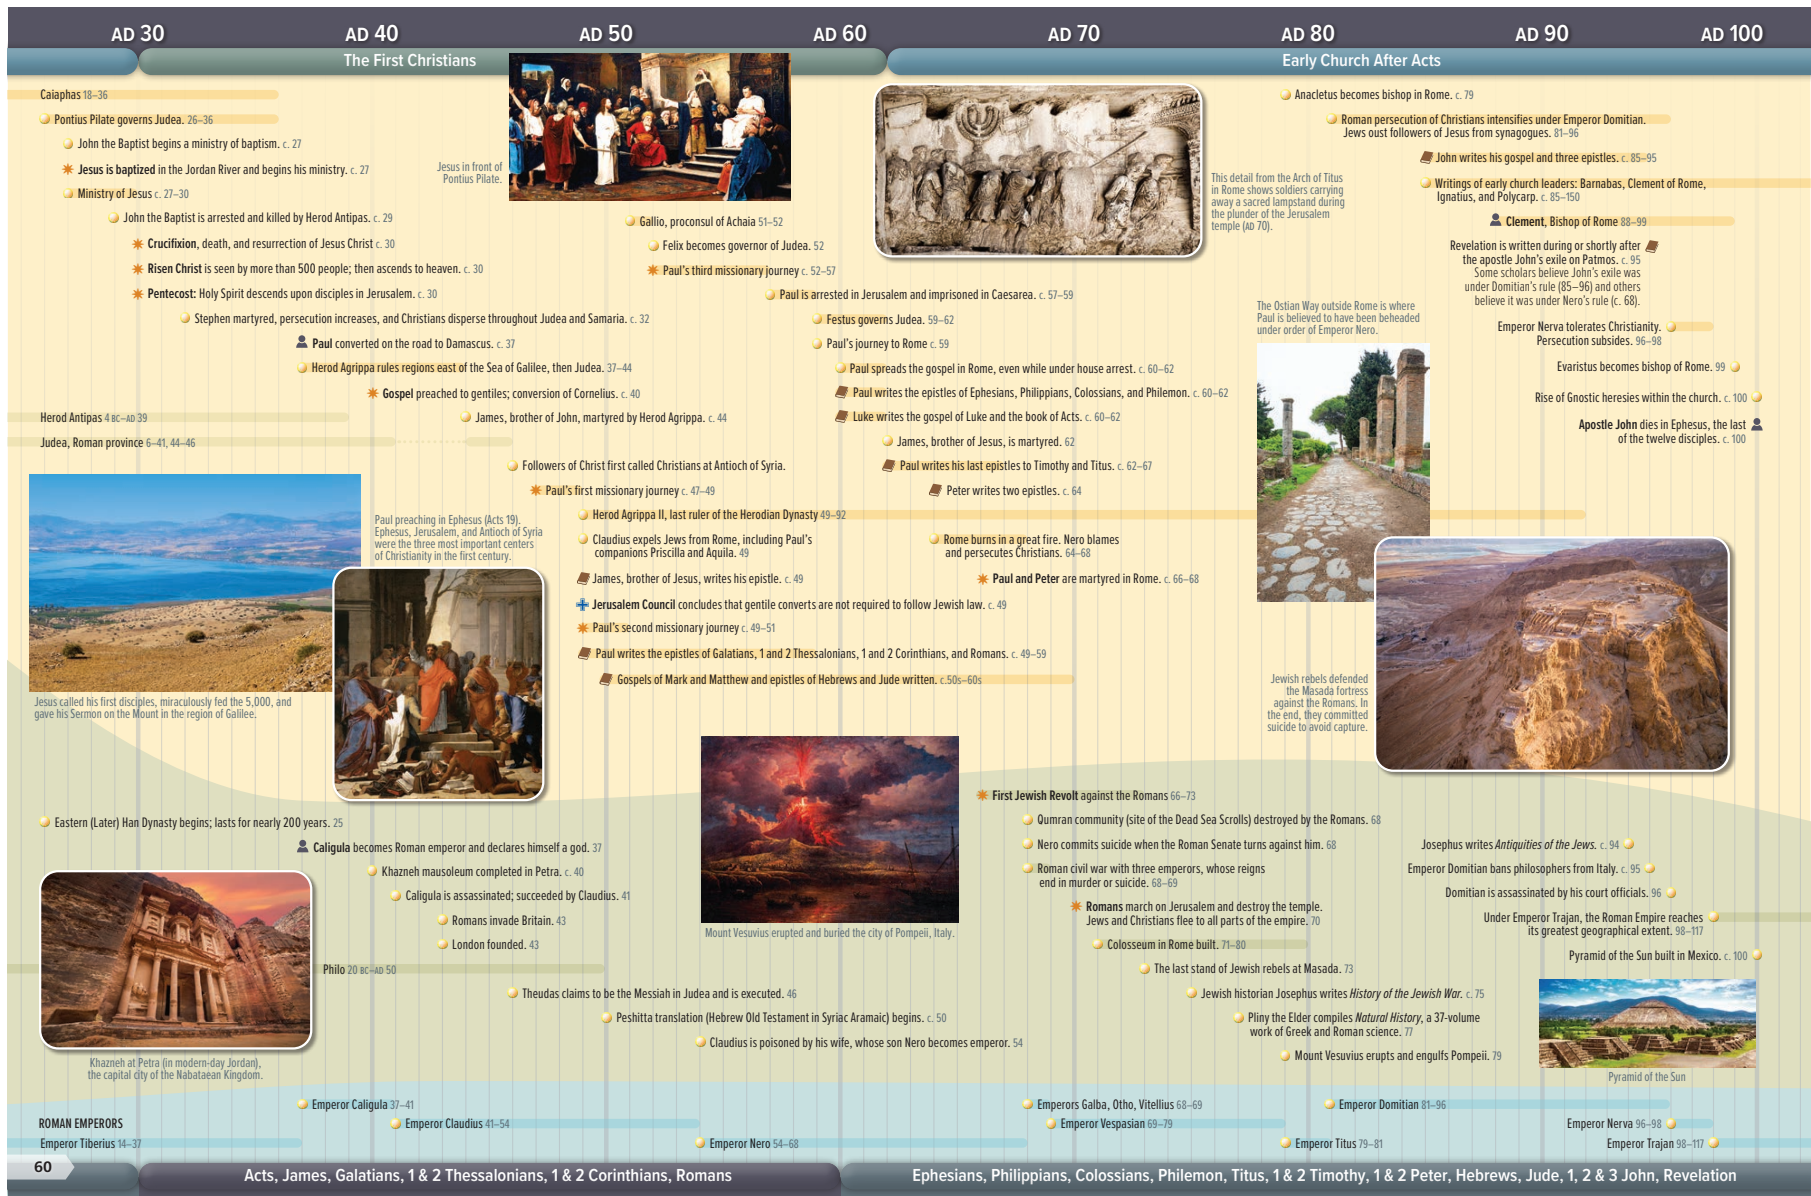 AD 30
AD 40
AD 50
AD 60
AD 70
AD 80
AD 90
AD 100
The First Christians
Early Church After Acts
Caiaphas 18–36
Pontius Pilate governs Judea. 26–36
John the Baptist begins a ministry of baptism. c. 27
Jesus is baptized in the Jordan River and begins his ministry. c. 27
Ministry of Jesus c. 27–30
John the Baptist is arrested and killed by Herod Antipas. c. 29
Crucifixion, death, and resurrection of Jesus Christ c. 30
Risen Christ is seen by more than 500 people; then ascends to heaven. c. 30
Pentecost: Holy Spirit descends upon disciples in Jerusalem. c. 30
Stephen martyred, persecution increases, and Christians disperse throughout Judea and Samaria. c. 32
Paul converted on the road to Damascus. c. 37
Herod Agrippa rules regions east of the Sea of Galilee, then Judea. 37–44
Gospel preached to gentiles; conversion of Cornelius. c. 40
Herod Antipas 4 BC–AD 39
James, brother of John, martyred by Herod Agrippa. c. 44
Judea, Roman province 6–41, 44–46
Jesus in front of
Pontius Pilate.
Gallio, proconsul of Achaia 51–52
Felix becomes governor of Judea. 52
Paul's third missionary journey c. 52–57
Paul is arrested in Jerusalem and imprisoned in Caesarea. c. 57–59
Festus governs Judea. 59–62
Paul's journey to Rome c. 59
Paul spreads the gospel in Rome, even while under house arrest. c. 60–62
Paul writes the epistles of Ephesians, Philippians, Colossians, and Philemon. c. 60–62
Luke writes the gospel of Luke and the book of Acts. c. 60–62
James, brother of Jesus, is martyred. 62
Followers of Christ first called Christians at Antioch of Syria.
Paul writes his last epistles to Timothy and Titus. c. 62–67
Paul's first missionary journey c. 47–49
Peter writes two epistles. c. 64
Herod Agrippa II, last ruler of the Herodian Dynasty 49–92
Claudius expels Jews from Rome, including Paul's
companions Priscilla and Aquila. 49
Rome burns in a great fire. Nero blames
and persecutes Christians. 64–68
James, brother of Jesus, writes his epistle. c. 49
Paul and Peter are martyred in Rome. c. 66–68
Jerusalem Council concludes that gentile converts are not required to follow Jewish law. c. 49
Paul's second missionary journey c. 49–51
Paul writes the epistles of Galatians, 1 and 2 Thessalonians, 1 and 2 Corinthians, and Romans. c. 49–59
Gospels of Mark and Matthew and epistles of Hebrews and Jude written. c.50s–60s
This detail from the Arch of Titus
in Rome shows soldiers carrying
away a sacred lampstand during
the plunder of the Jerusalem
temple (AD 70).
The Ostian Way outside Rome is where
Paul is believed to have been beheaded
under order of Emperor Nero.
Anacletus becomes bishop in Rome. c. 79
Roman persecution of Christians intensifies under Emperor Domitian.
Jews oust followers of Jesus from synagogues. 81–96
John writes his gospel and three epistles. c. 85–95
Writings of early church leaders: Barnabas, Clement of Rome,
Ignatius, and Polycarp. c. 85–150
Clement, Bishop of Rome 88–99
Revelation is written during or shortly after
the apostle John's exile on Patmos. c. 95
Some scholars believe John's exile was
under Domitian's rule (85–96) and others
believe it was under Nero's rule (c. 68).
Emperor Nerva tolerates Christianity.
Persecution subsides. 96–98
Evaristus becomes bishop of Rome. 99
Rise of Gnostic heresies within the church. c. 100
Apostle John dies in Ephesus, the last
of the twelve disciples. c. 100
Paul preaching in Ephesus (Acts 19).
Ephesus, Jerusalem, and Antioch of Syria
were the three most important centers
of Christianity in the first century.
Jesus called his first disciples, miraculously fed the 5,000, and
gave his Sermon on the Mount in the region of Galilee.
Jewish rebels defended
the Masada fortress
against the Romans. In
the end, they committed
suicide to avoid capture.
Eastern (Later) Han Dynasty begins; lasts for nearly 200 years. 25
Caligula becomes Roman emperor and declares himself a god. 37
Khazneh mausoleum completed in Petra. c. 40
Caligula is assassinated; succeeded by Claudius. 41
Romans invade Britain. 43
London founded. 43
Philo 20 BC–AD 50
Theudas claims to be the Messiah in Judea and is executed. 46
Peshitta translation (Hebrew Old Testament in Syriac Aramaic) begins. c. 50
Claudius is poisoned by his wife, whose son Nero becomes emperor. 54
Khazneh at Petra (in modern-day Jordan),
the capital city of the Nabataean Kingdom.
Mount Vesuvius erupted and buried the city of Pompeii, Italy.
First Jewish Revolt against the Romans 66–73
Qumran community (site of the Dead Sea Scrolls) destroyed by the Romans. 68
Nero commits suicide when the Roman Senate turns against him. 68
Roman civil war with three emperors, whose reigns
end in murder or suicide. 68–69
Romans march on Jerusalem and destroy the temple.
Jews and Christians flee to all parts of the empire. 70
Colosseum in Rome built. 71–80
The last stand of Jewish rebels at Masada. 73
Jewish historian Josephus writes History of the Jewish War. c. 75
Pliny the Elder compiles Natural History, a 37-volume
work of Greek and Roman science. 77
Mount Vesuvius erupts and engulfs Pompeii. 79
Josephus writes Antiquities of the Jews. c. 94
Emperor Domitian bans philosophers from Italy. c. 95
Domitian is assassinated by his court officials. 96
Under Emperor Trajan, the Roman Empire reaches
its greatest geographical extent. 98–117
Pyramid of the Sun built in Mexico. c. 100
Pyramid of the Sun
ROMAN EMPERORS
Emperor Tiberius 14–37
Emperor Caligula 37–41
Emperor Claudius 41–54
Emperor Nero 54–68
Emperors Galba, Otho, Vitellius 68–69
Emperor Vespasian 69–79
Emperor Titus 79–81
Emperor Domitian 81–96
Emperor Nerva 96–98
Emperor Trajan 98–117
60
Acts, James, Galatians, 1 & 2 Thessalonians, 1 & 2 Corinthians, Romans
Ephesians, Philippians, Colossians, Philemon, Titus, 1 & 2 Timothy, 1 & 2 Peter, Hebrews, Jude, 1, 2 & 3 John, Revelation